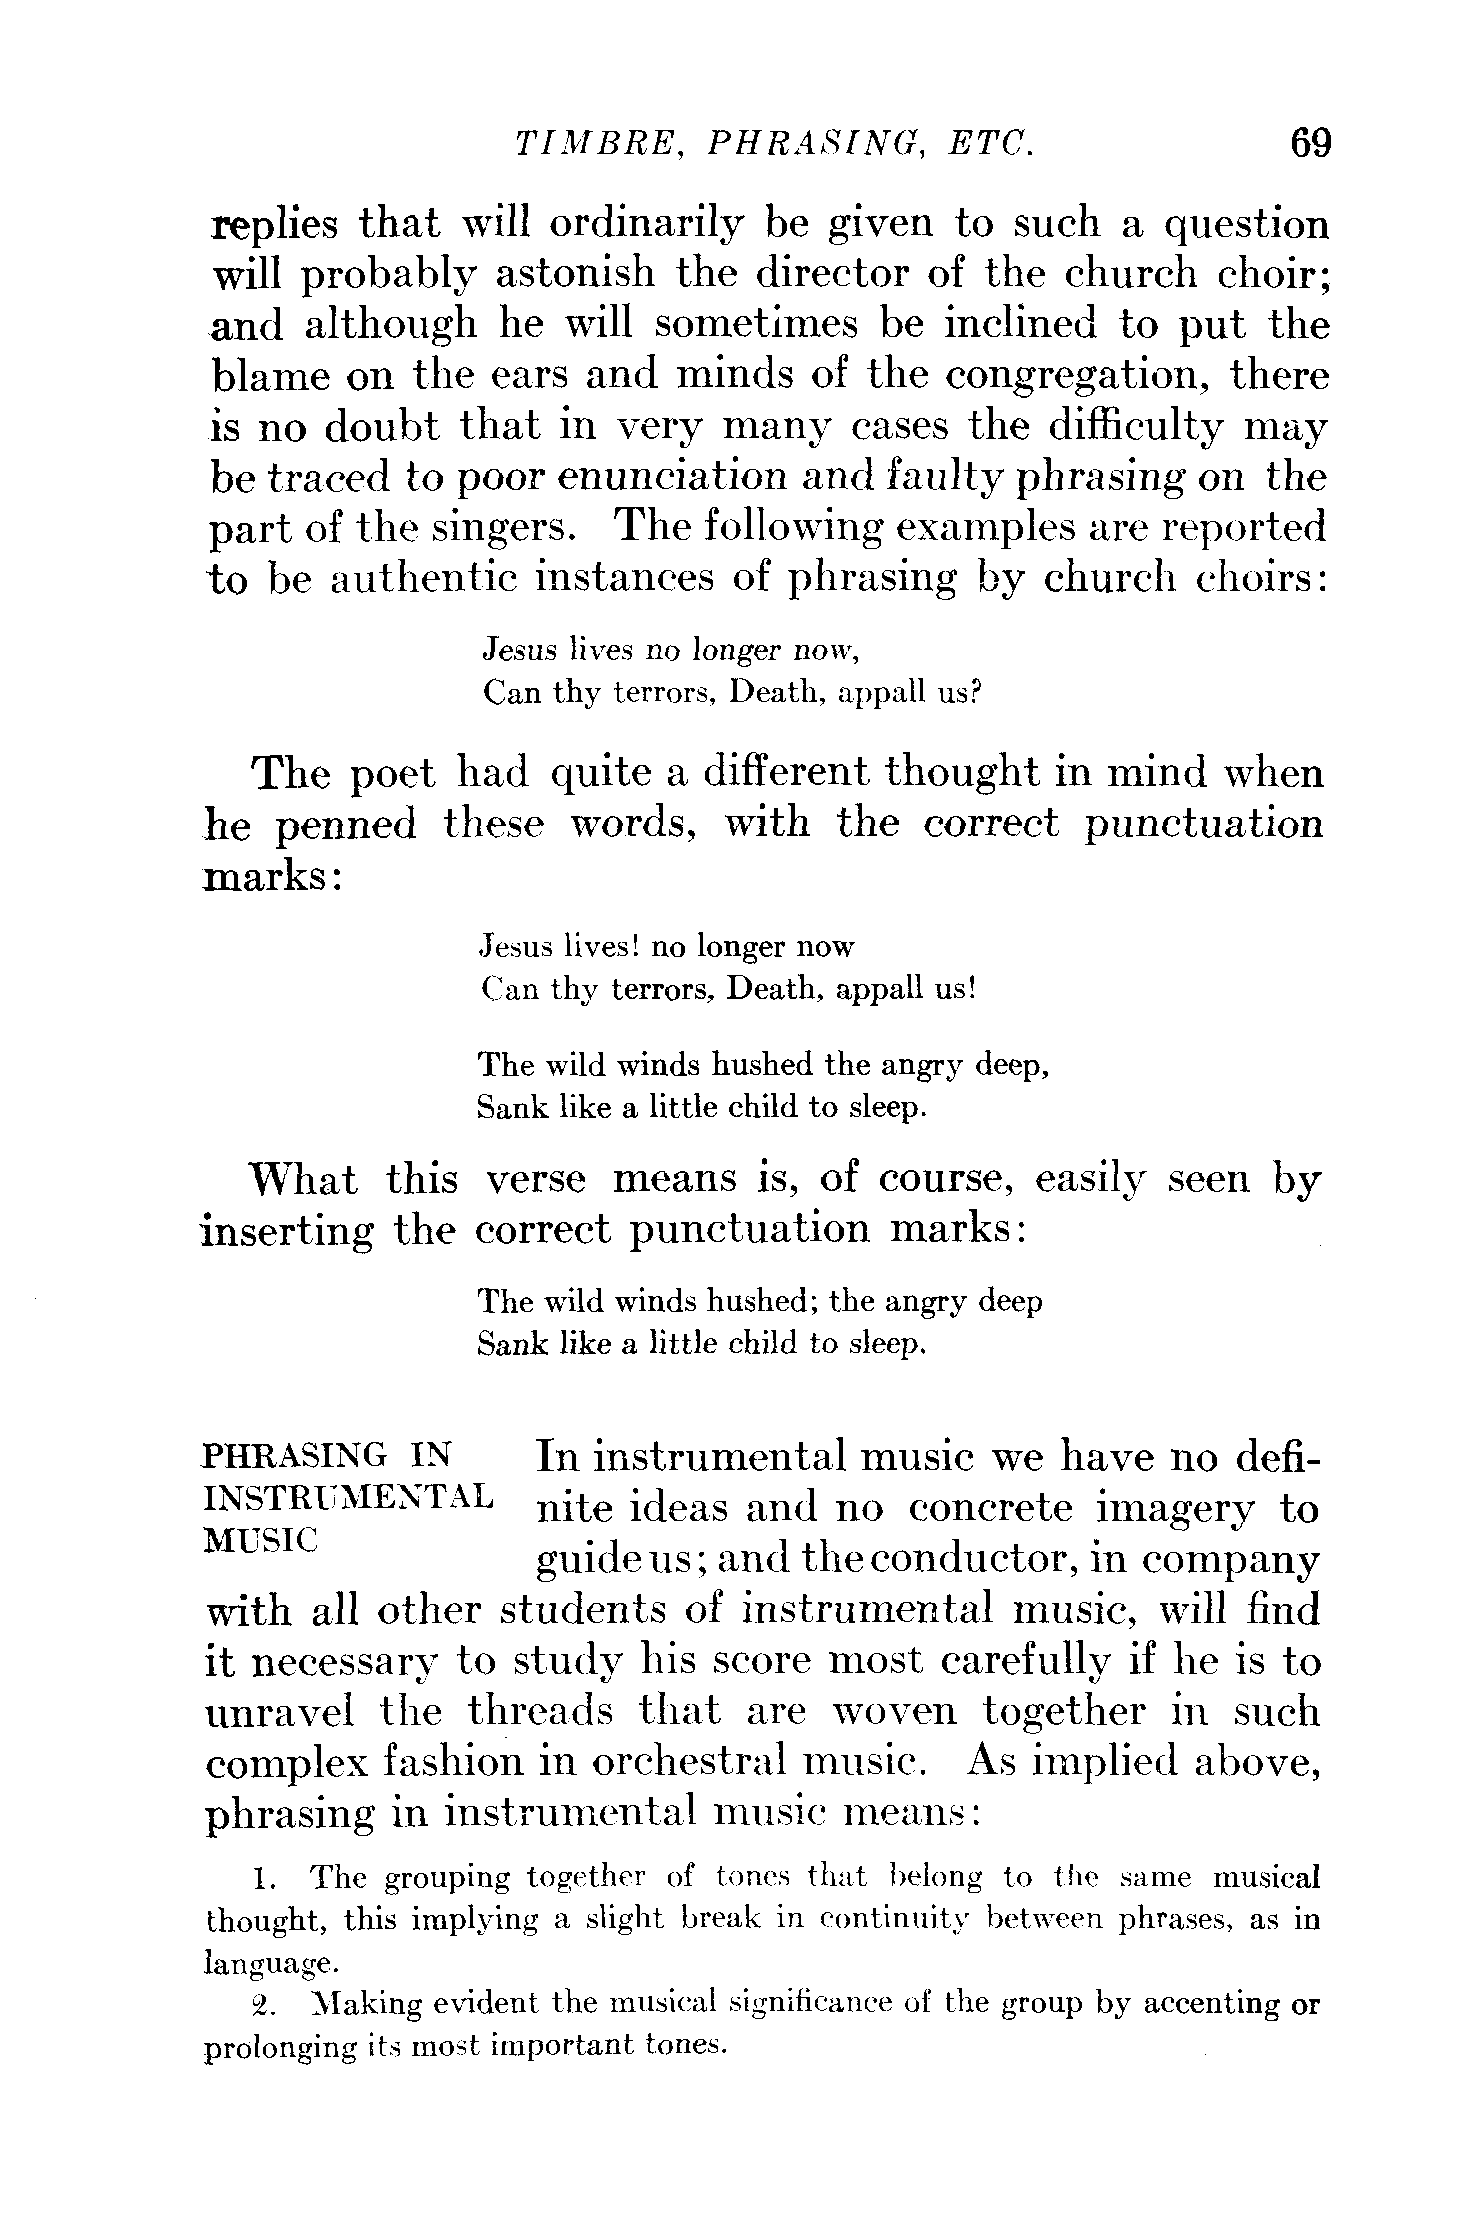 TIMBRE, PHRASING, ETC. 69
replies that will ordinarily be given to such a question
will probably astonish the director of the church choir;
and although he will sometimes be inclined to put the
blame on the ears and minds of the congregation, there
is no doubt that in very many cases the difficulty may
be traced to poor enunciation and faulty phrasing on the
part of the singers. The following examples are reported
to be authentic instances of phrasing by church choirs:
Jesus lives no longer now,
Can thy terrors, Death, appall us?
The poet had quite a different thought in mind when
he penned these words, with the correct punctuation
marks:
Jesus lives! no longer now
Can thy terrors, Death, appall us!
The wild winds hushed the angry deep,
Sank like a little child to sleep.
What this verse means is, of course, easily seen by
inserting the correct punctuation marks:
The wild winds hushed; the angry deep
Sank like a little child to sleep.
PHRASING IN
INSTRUMENTAL
MUSIC
In instrumental music we have no defi-
nite ideas and no concrete imagery to
guide us; and the conductor, in company
with all other students of instrumental music, will find
it necessary to study his score most carefully if he is to
unravel the threads that are woven together in such
complex fashion in orchestral music. As implied above,
phrasing in instrumental music means:
1. The grouping together of tones that belong to the same musical
thought, this implying a slight break in continuity between phrases, as in
language.
2. Making evident the musical significance of the group by accenting or
prolonging its most important tones.